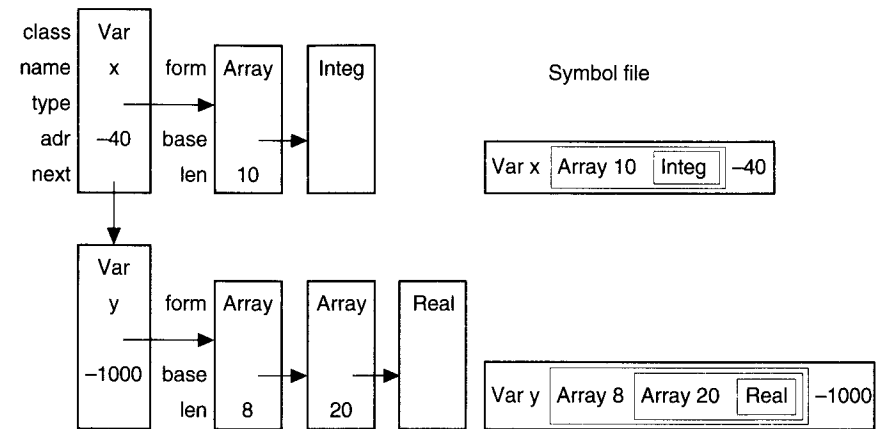 class Var
name x form Array Integ Symbol file
type
adr –40 base
next len 10
Var x Array 10 Integ –40
Var
y form Array Array Real
–1000 base
len 8 20
Var y Array 8 Array 20 Real –1000